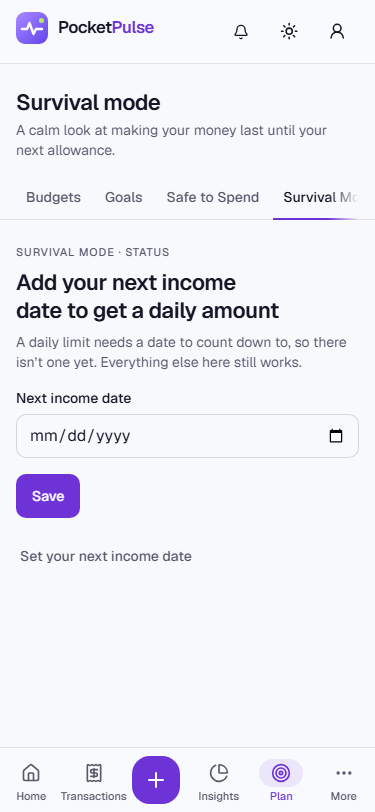 PocketPulse
Survival mode
A calm look at making your money last until your
next allowance.
Budgets Goals Safe to Spend Survival Mo
SURVIVAL MODE · STATUS
Add your next income
date to get a daily amount
A daily limit needs a date to count down to, so there
isn't one yet. Everything else here still works.
Next income date
mm/dd/yyyy
Save
Set your next income date
Home Transactions Insights Plan More